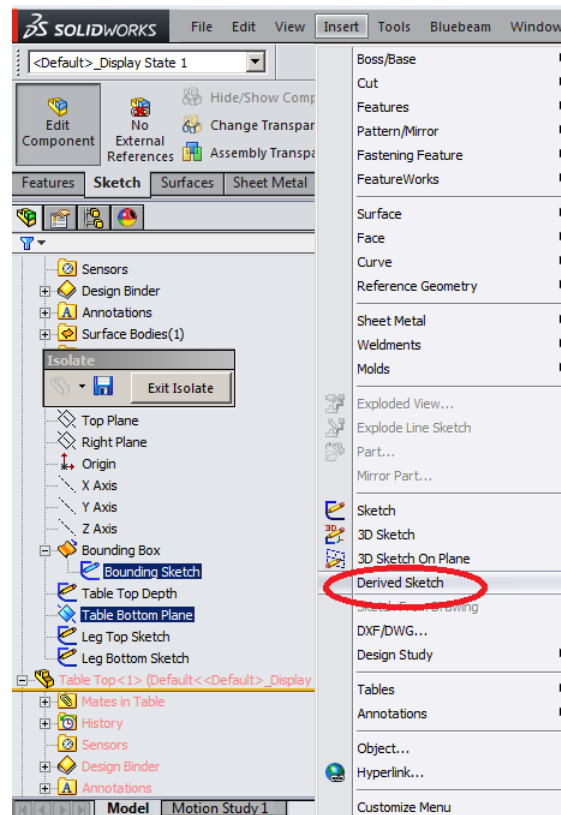 SOLIDWORKS File Edit View Insert Tools Bluebeam Window
<Default>_Display State 1
Edit Component
No External References
Hide/Show Comp
Change Transpar
Assembly Transpa
Features Sketch Surfaces Sheet Metal
Sensors
Design Binder
Annotations
Surface Bodies(1)
Isolate
Exit Isolate
Top Plane
Right Plane
Origin
X Axis
Y Axis
Z Axis
Bounding Box
Bounding Sketch
Table Top Depth
Table Bottom Plane
Leg Top Sketch
Leg Bottom Sketch
Table Top<1> (Default<<Default>_Display
Mates in Table
History
Sensors
Design Binder
Annotations
Model Motion Study 1
Boss/Base
Cut
Features
Pattern/Mirror
Fastening Feature
FeatureWorks
Surface
Face
Curve
Reference Geometry
Sheet Metal
Weldments
Molds
Exploded View...
Explode Line Sketch
Part...
Mirror Part...
Sketch
3D Sketch
3D Sketch On Plane
Derived Sketch
Sketch From Drawing
DXF/DWG...
Design Study
Tables
Annotations
Object...
Hyperlink...
Customize Menu